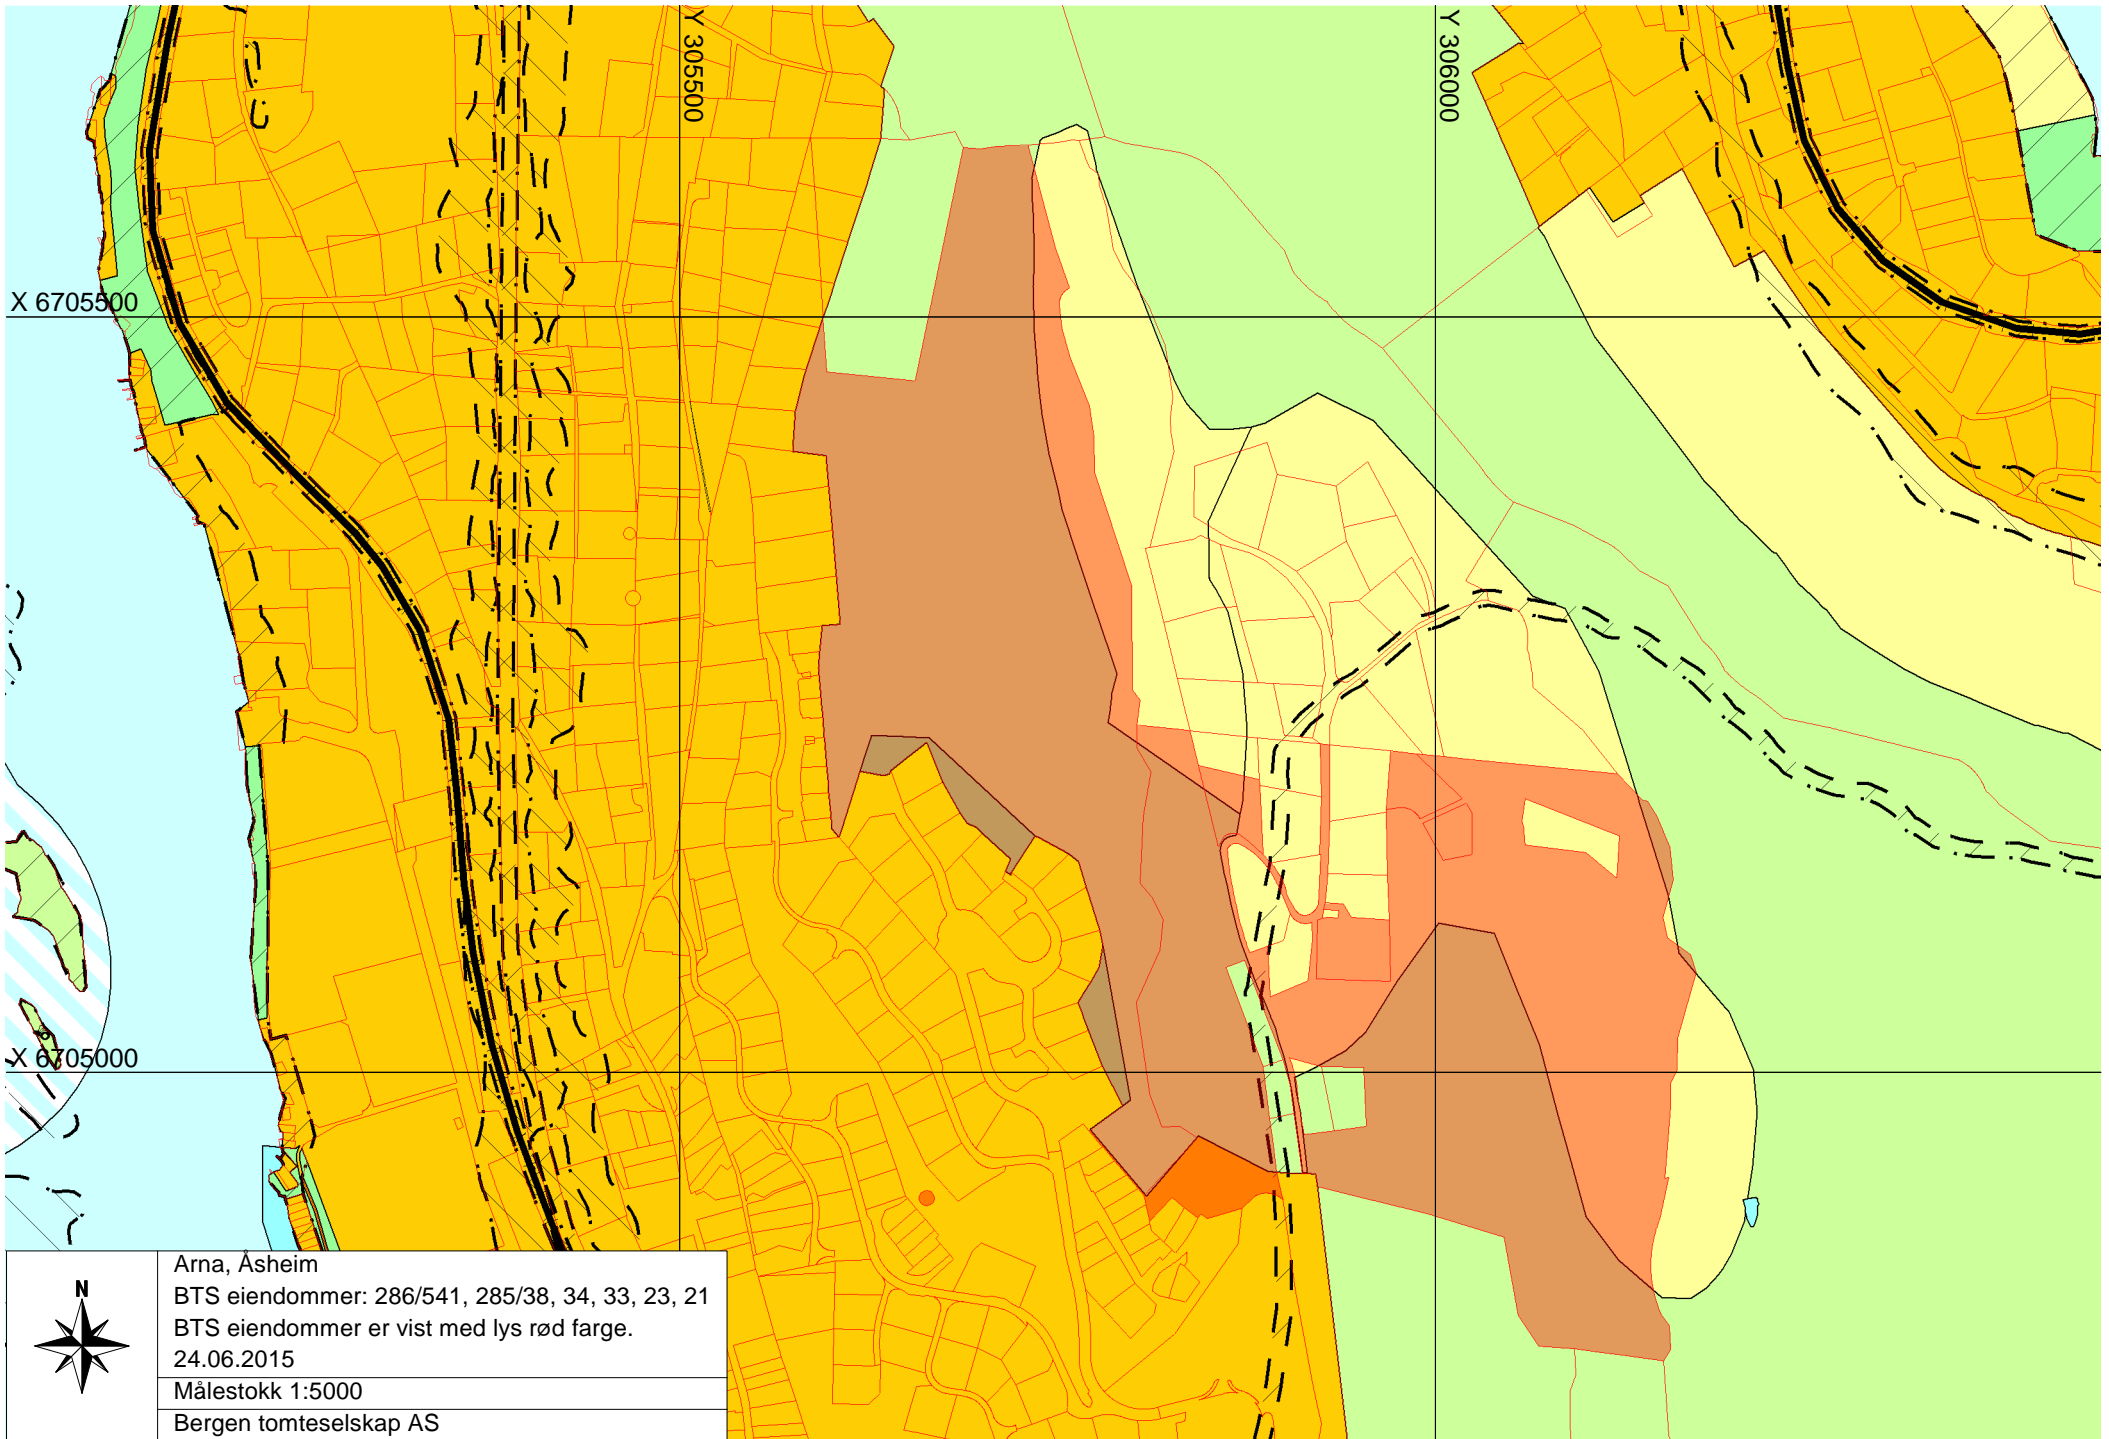 Y 305500
Y 306000
X 6705500
X 6705000
N
Arna, Åsheim
BTS eiendommer: 286/541, 285/38, 34, 33, 23, 21
BTS eiendommer er vist med lys rød farge.
24.06.2015
Målestokk 1:5000
Bergen tomteselskap AS